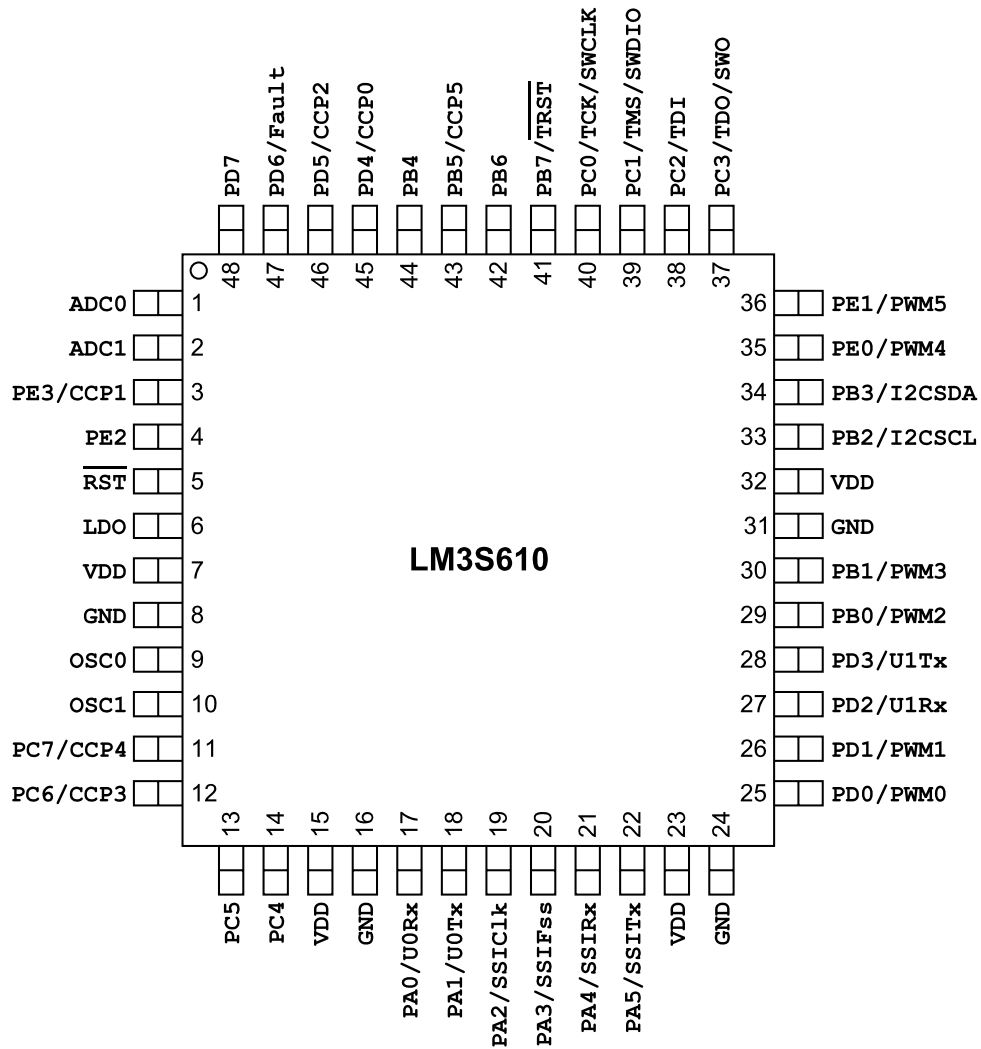 PD7
PD6/Fault
PD5/CCP2
PD4/CCP0
PB4
PB5/CCP5
PB6
PB7/TRST
PC0/TCK/SWCLK
PC1/TMS/SWDIO
PC2/TDI
PC3/TDO/SWO
48
47
46
45
44
43
42
41
40
39
38
37
ADC0 1
ADC1 2
PE3/CCP1 3
PE2 4
RST 5
LDO 6
VDD 7
GND 8
OSC0 9
OSC1 10
PC7/CCP4 11
PC6/CCP3 12
LM3S610
36 PE1/PWM5
35 PE0/PWM4
34 PB3/I2CSDA
33 PB2/I2CSCL
32 VDD
31 GND
30 PB1/PWM3
29 PB0/PWM2
28 PD3/U1Tx
27 PD2/U1Rx
26 PD1/PWM1
25 PD0/PWM0
13
14
15
16
17
18
19
20
21
22
23
24
PC5
PC4
VDD
GND
PA0/U0Rx
PA1/U0Tx
PA2/SSIClk
PA3/SSIFss
PA4/SSIRx
PA5/SSITx
VDD
GND